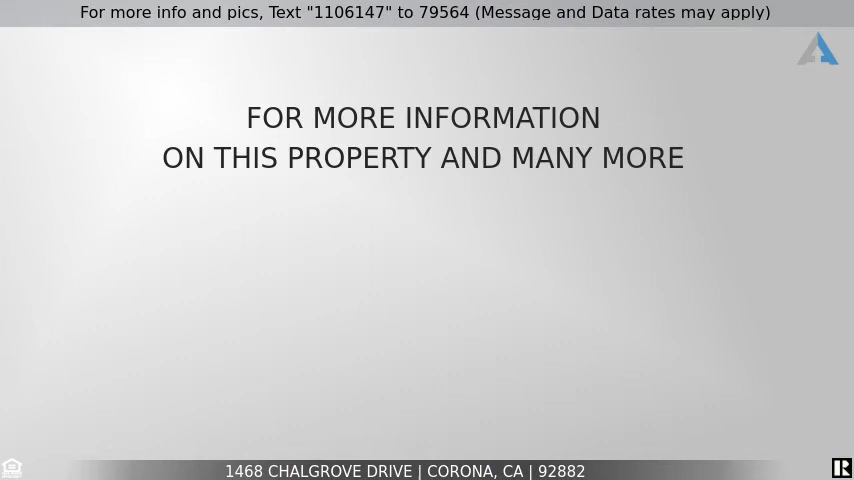 For more info and pics, Text "1106147" to 79564 (Message and Data rates may apply)
FOR MORE INFORMATION
ON THIS PROPERTY AND MANY MORE
1468 CHALGROVE DRIVE | CORONA, CA | 92882